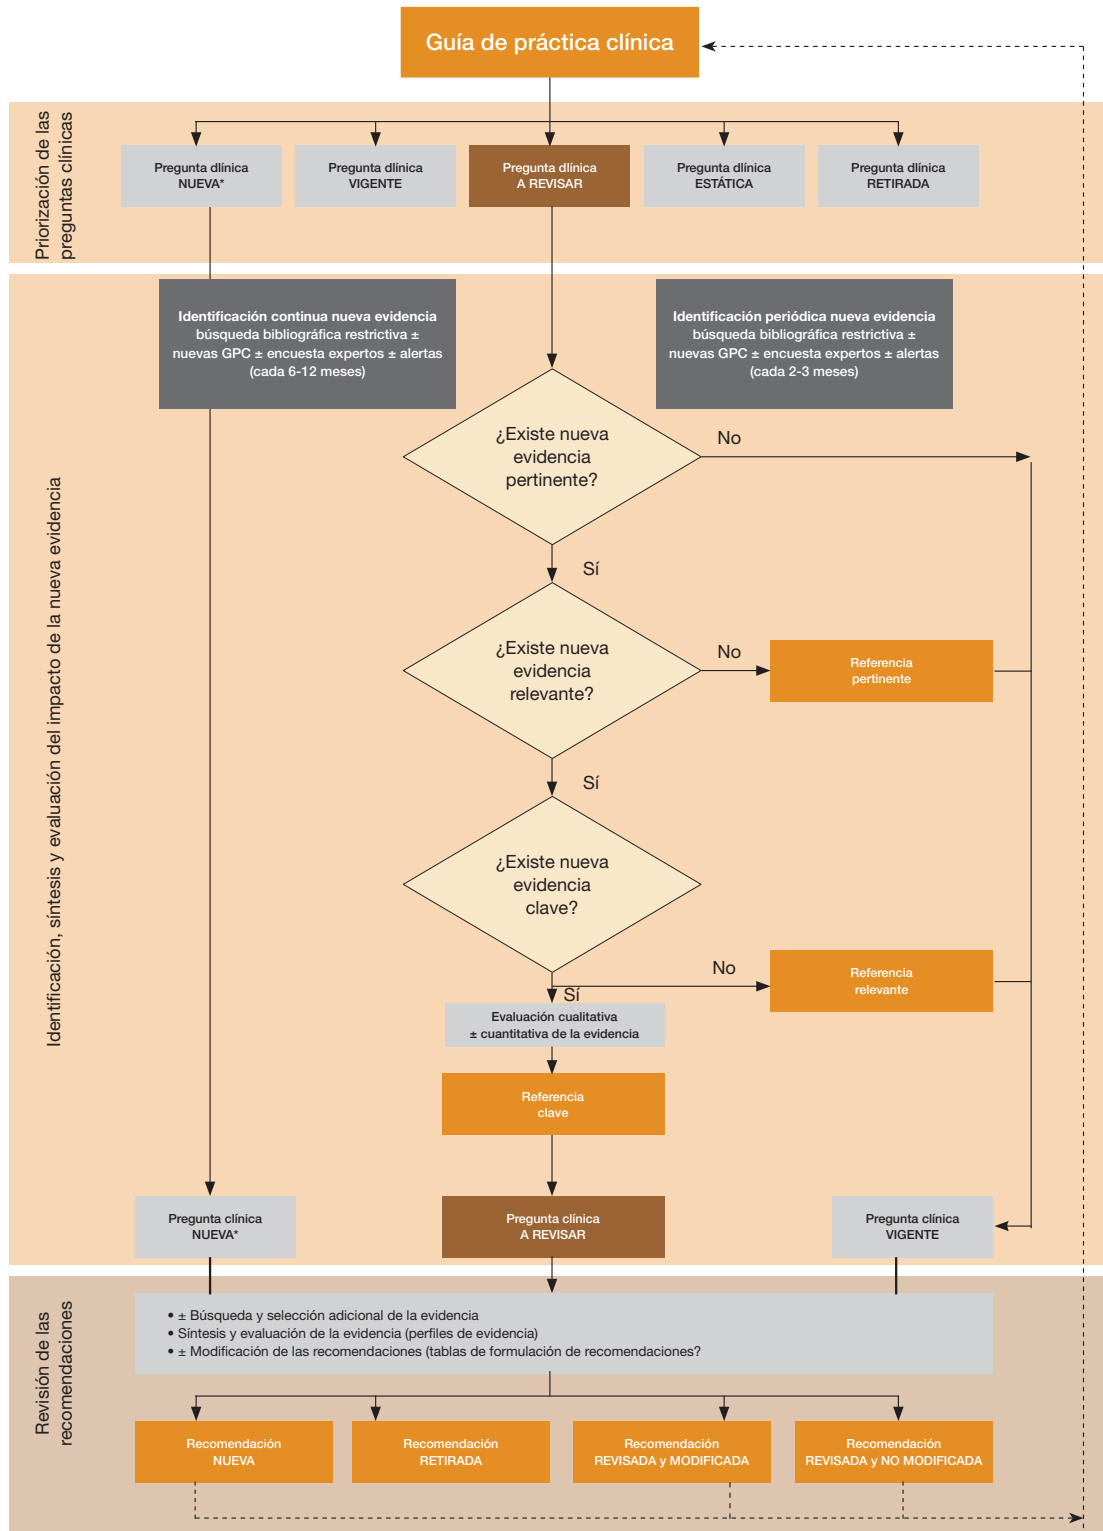 Guía de práctica clínica
Priorización de las
preguntas clínicas
Pregunta dlínica
NUEVA*
Pregunta dlínica
VIGENTE
Pregunta dlínica
A REVISAR
Pregunta dlínica
ESTÁTICA
Pregunta dlínica
RETIRADA
Identificación, síntesis y evaluación del impacto de la nueva evidencia
Identificación continua nueva evidencia
búsqueda bibliográfica restrictiva ±
nuevas GPC ± encuesta expertos ± alertas
(cada 6-12 meses)
Identificación periódica nueva evidencia
búsqueda bibliográfica restrictiva ±
nuevas GPC ± encuesta expertos ± alertas
(cada 2-3 meses)
¿Existe nueva
evidencia
pertinente?
No
Sí
¿Existe nueva
evidencia
relevante?
No
Referencia
pertinente
Sí
¿Existe nueva
evidencia
clave?
No
Referencia
relevante
Sí
Evaluación cualitativa
± cuantitativa de la evidencia
Referencia
clave
Pregunta clínica
NUEVA*
Pregunta clínica
A REVISAR
Pregunta clínica
VIGENTE
Revisión de las
recomendaciones
• ± Búsqueda y selección adicional de la evidencia
• Síntesis y evaluación de la evidencia (perfiles de evidencia)
• ± Modificación de las recomendaciones (tablas de formulación de recomendaciones?
Recomendación
NUEVA
Recomendación
RETIRADA
Recomendación
REVISADA y MODIFICADA
Recomendación
REVISADA y NO MODIFICADA